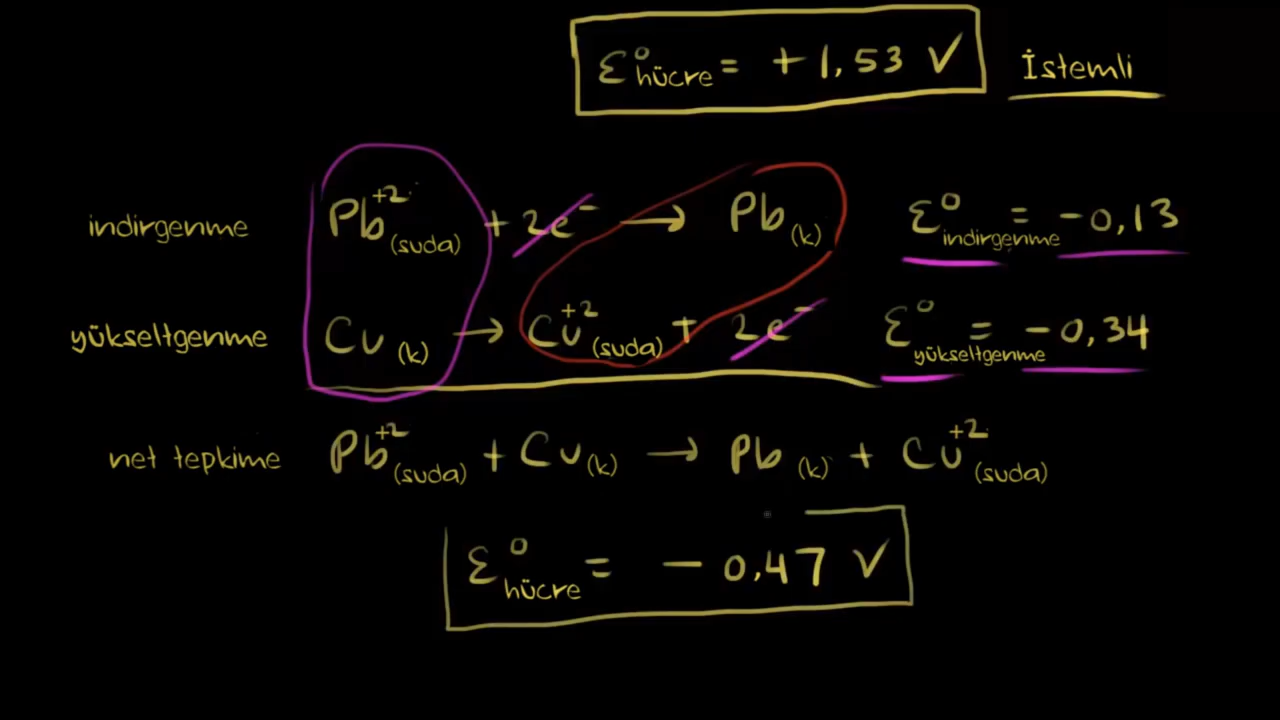 ε°hücre = +1,53 V İstemli
indirgenme Pb+2(suda) + 2e- → Pb(k) ε°indirgenme = -0,13
yükseltgenme Cu(k) → Cu+2(suda) + 2e- ε°yükseltgenme = -0,34
net tepkime Pb+2(suda) + Cu(k) → Pb(k) + Cu+2(suda)
ε°hücre = -0,47 V